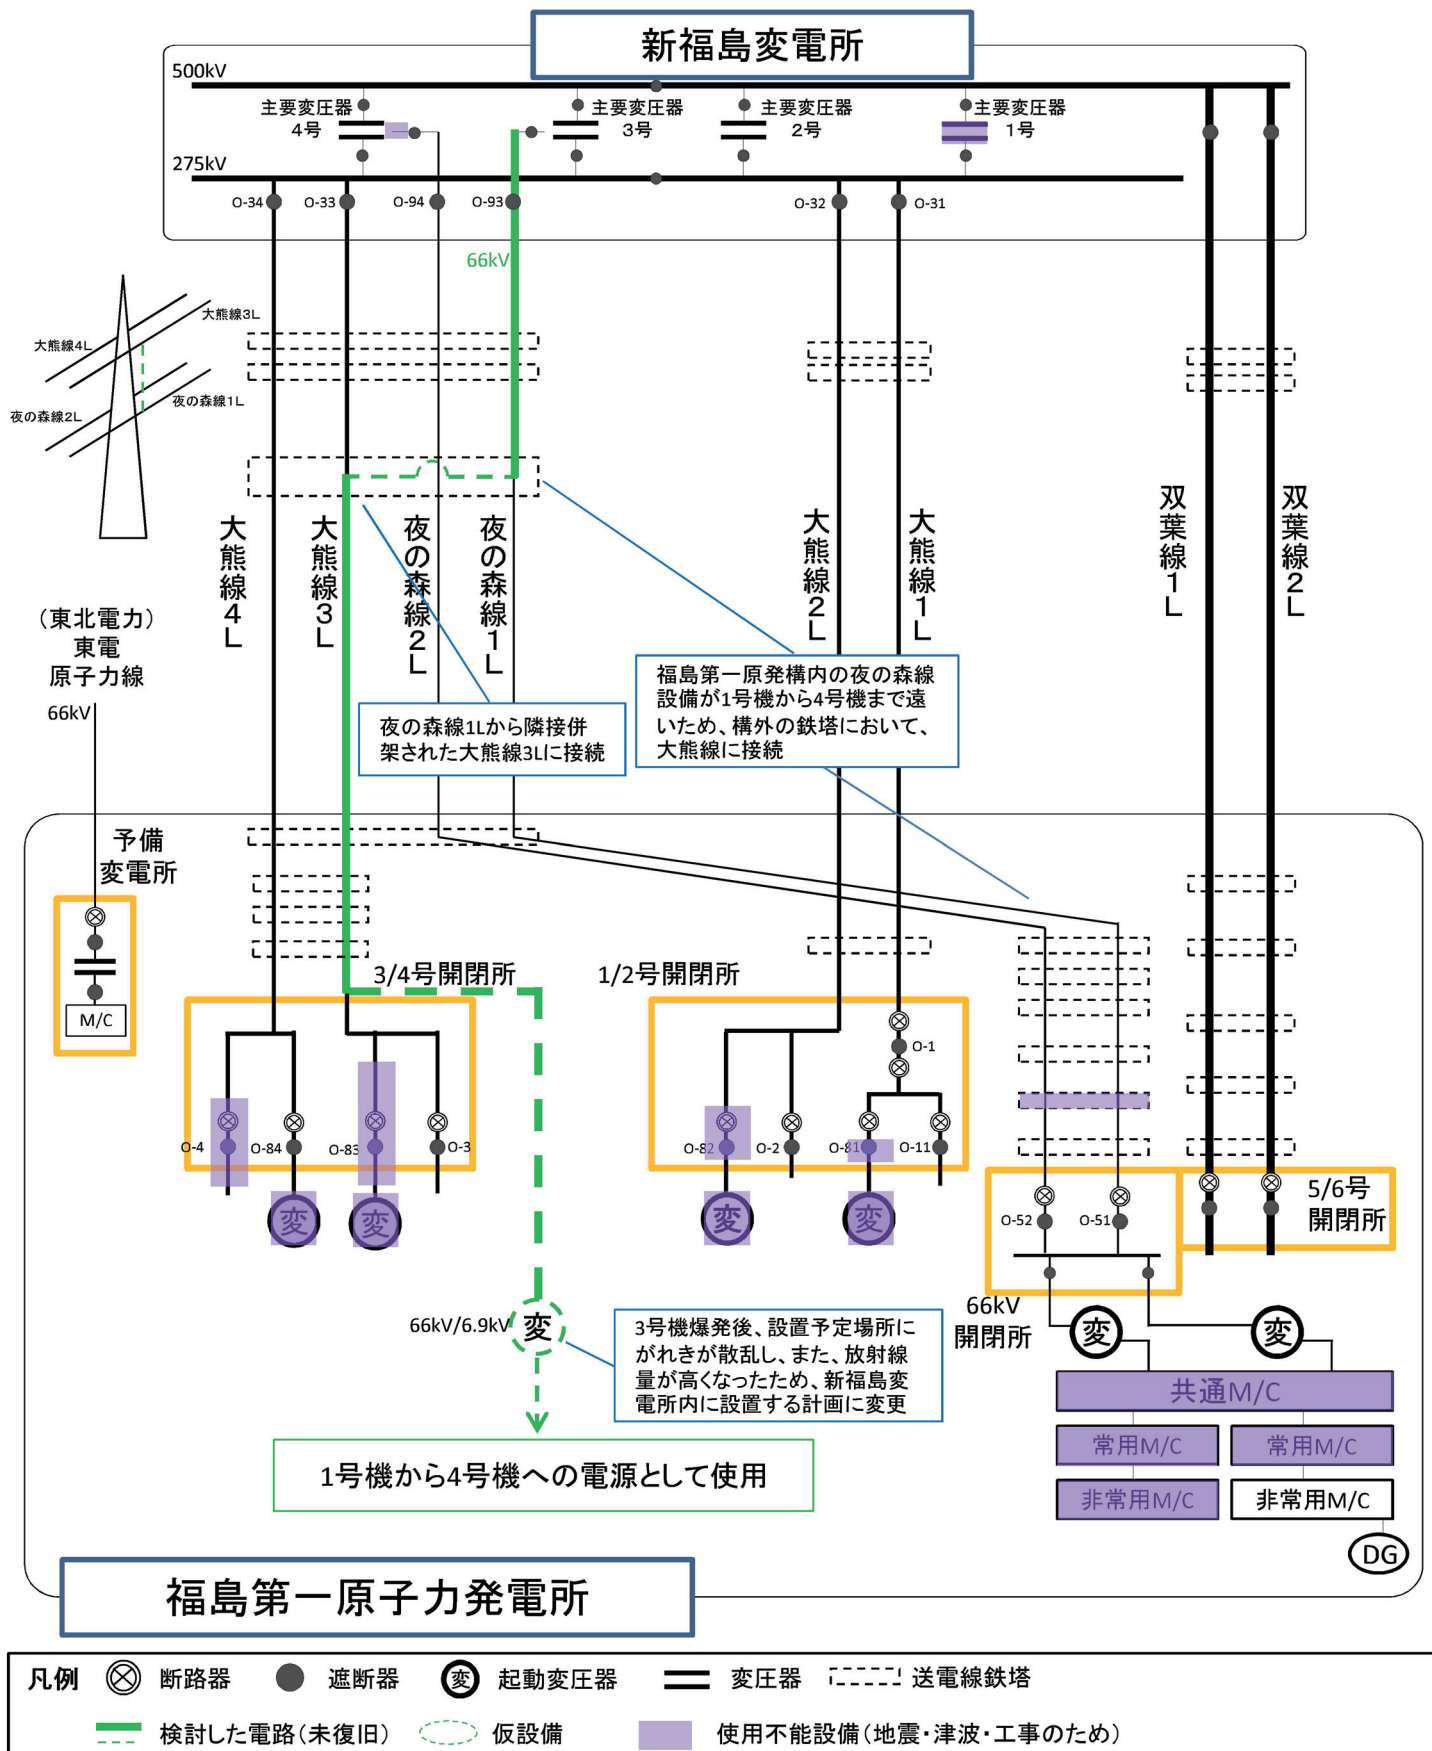 新福島変電所
500kV
主要変圧器
4号
主要変圧器
3号
主要変圧器
2号
主要変圧器
1号
275kV
O-34
O-33
O-94
O-93
O-32
O-31
66kV
大熊線3L
大熊線4L
夜の森線1L
夜の森線2L
大熊線4L
大熊線3L
夜の森線2L
夜の森線1L
大熊線2L
大熊線1L
双葉線1L
双葉線2L
（東北電力）
東電
原子力線
66kV
夜の森線1Lから隣接併
架された大熊線3Lに接続
福島第一原発構内の夜の森線
設備が1号機から4号機まで遠
いため、構外の鉄塔において、
大熊線に接続
予備
変電所
M/C
3/4号開閉所
1/2号開閉所
O-1
O-4
O-84
O-83
O-3
O-82
O-2
O-81
O-11
変
変
変
変
O-52
O-51
5/6号
開閉所
66kV
開閉所
変
変
66kV/6.9kV
変
3号機爆発後、設置予定場所に
がれきが散乱し、また、放射線
量が高くなったため、新福島変
電所内に設置する計画に変更
共通M/C
常用M/C
常用M/C
非常用M/C
非常用M/C
DG
1号機から4号機への電源として使用
福島第一原子力発電所
凡例
断路器
遮断器
変
起動変圧器
変圧器
送電線鉄塔
検討した電路（未復旧）
仮設備
使用不能設備（地震・津波・工事のため）